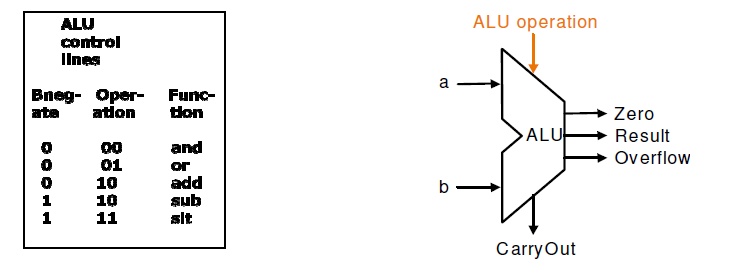 ALU
control
lines
Bneg- Oper- Func-
ate ation tion
0 00 and
0 01 or
0 10 add
1 10 sub
1 11 slt
ALU operation
a
Zero
ALU Result
Overflow
b
CarryOut